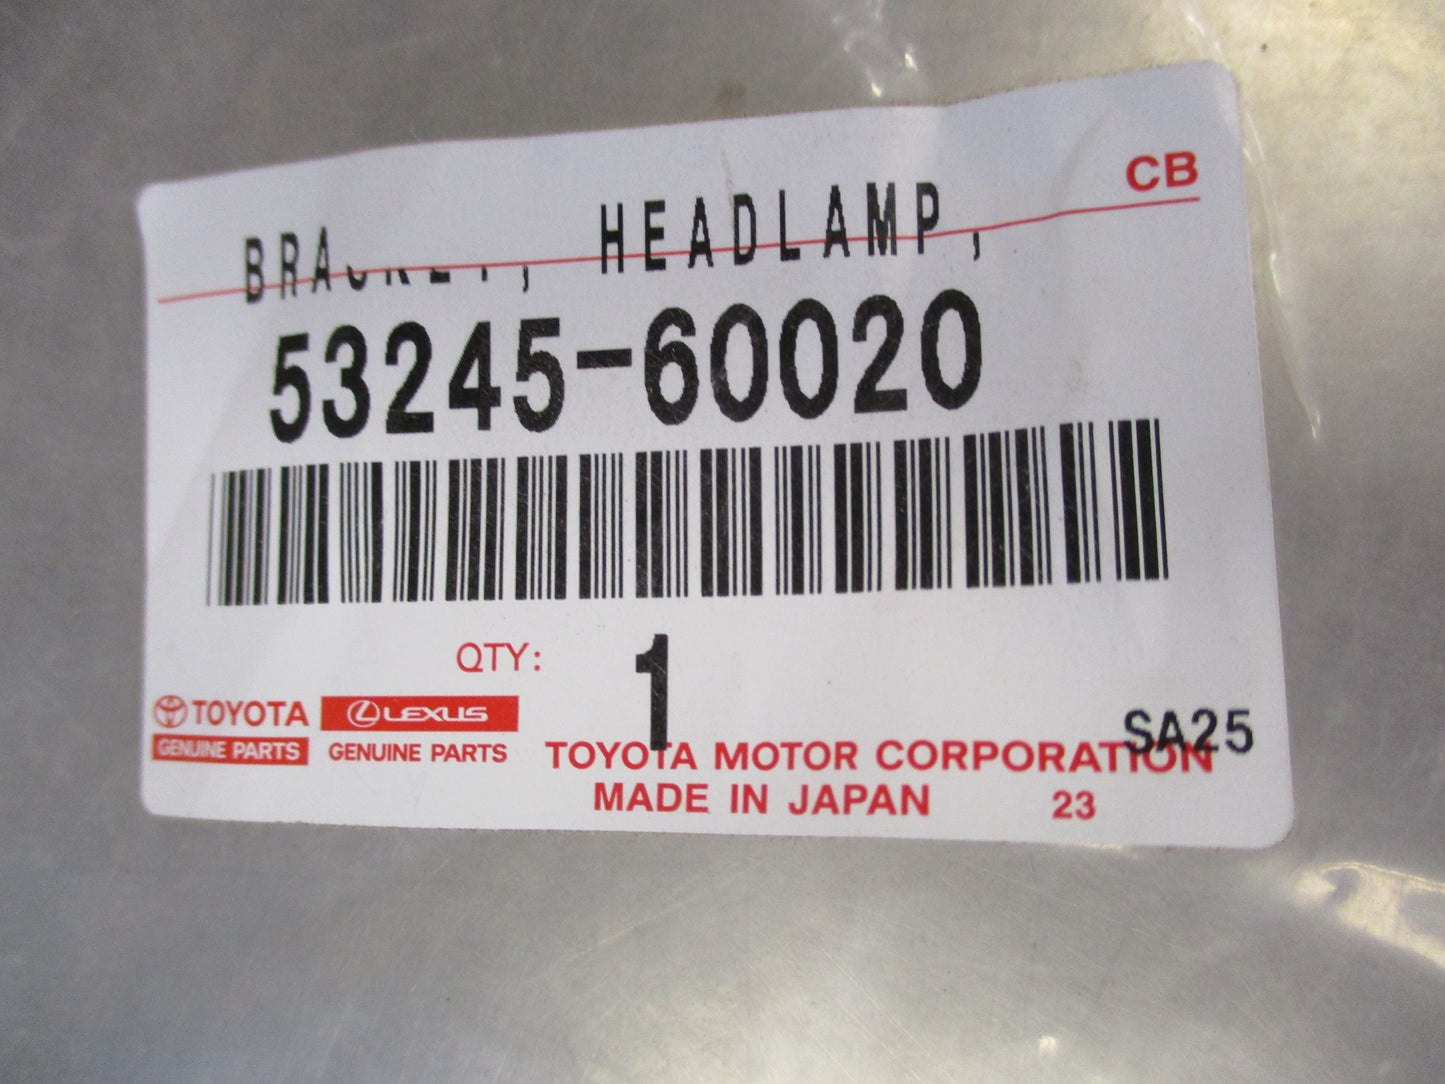 CB
BRACKET, HEADLAMP,
53245-60020
QTY: 1
TOYOTA
GENUINE PARTS
LEXUS
GENUINE PARTS
SA25
TOYOTA MOTOR CORPORATION
MADE IN JAPAN 23